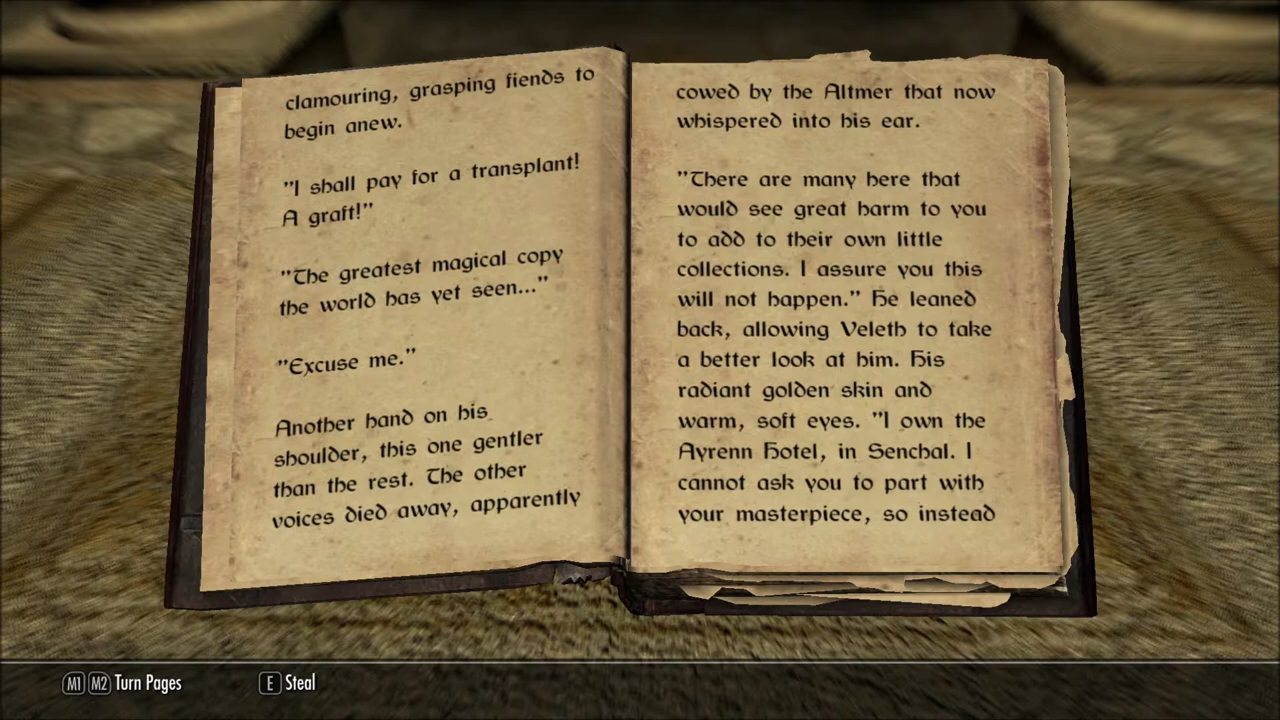 clamouring, grasping fiends to
begin anew.
"I shall pay for a transplant!
A graft!"
"The greatest magical copy
the world has yet seen..."
"Excuse me."
Another hand on his
shoulder, this one gentler
than the rest. The other
voices died away, apparently
cowed by the Altmer that now
whispered into his ear.
"There are many here that
would see great harm to you
to add to their own little
collections. I assure you this
will not happen." He leaned
back, allowing Veleth to take
a better look at him. His
radiant golden skin and
warm, soft eyes. "I own the
Ayrenn Hotel, in Senchal. I
cannot ask you to part with
your masterpiece, so instead
M1 M2 Turn Pages
E Steal